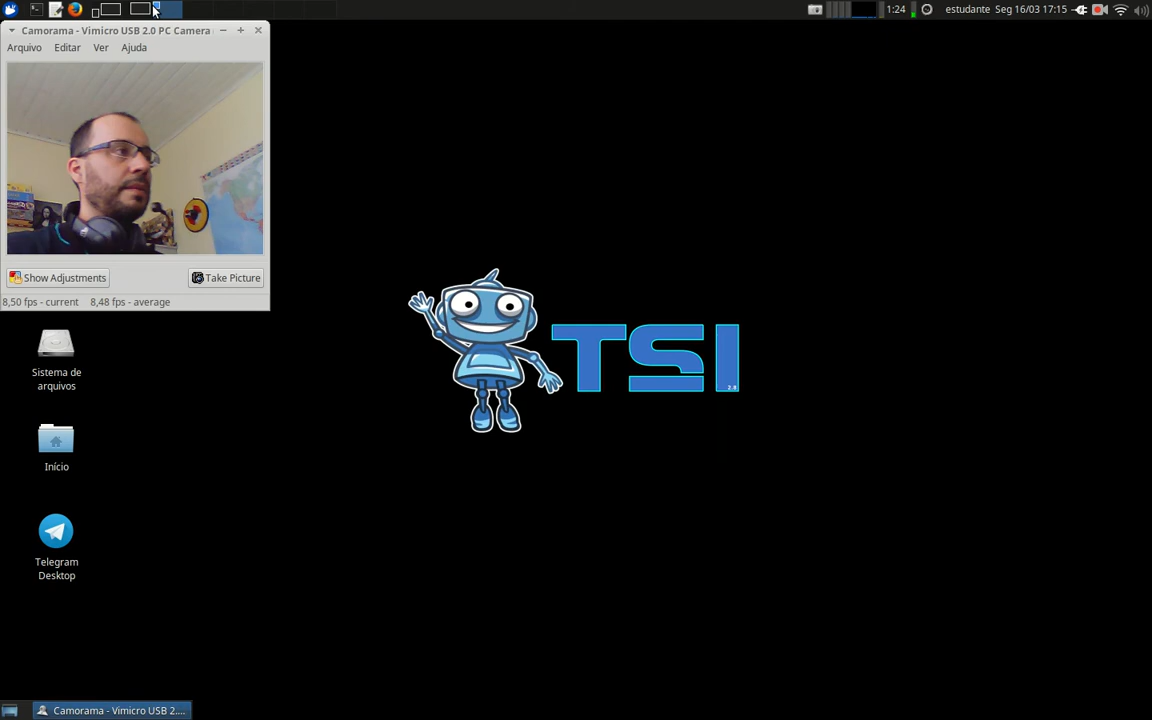 1:24
estudante Seg 16/03 17:15
Camorama - Vimicro USB 2.0 PC Camera
Arquivo Editar Ver Ajuda
Show Adjustments
Take Picture
8,50 fps - current 8,48 fps - average
Sistema de
arquivos
Início
Telegram
Desktop
TSI
2.0
Camorama - Vimicro USB 2....